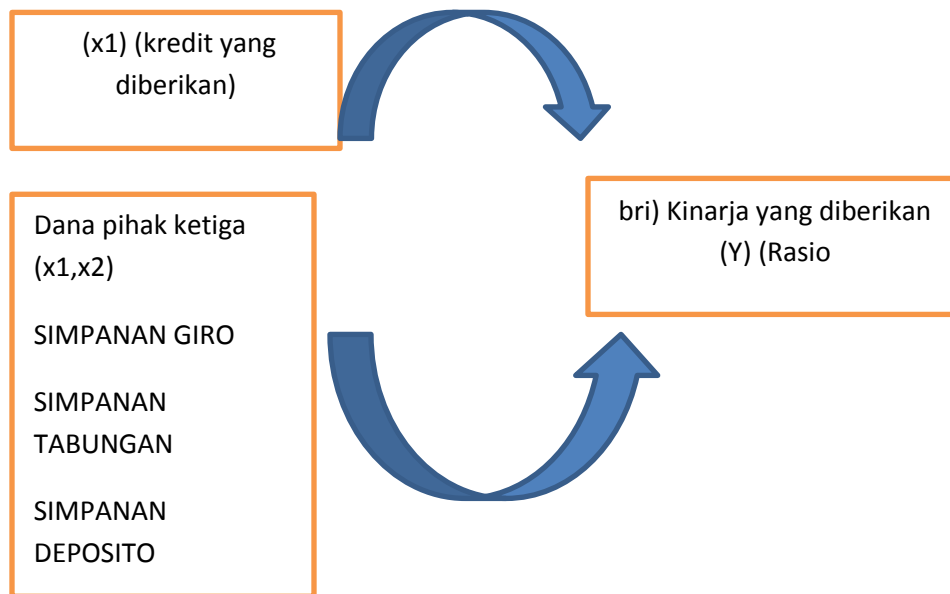 (x1) (kredit yang
diberikan)
Dana pihak ketiga
(x1,x2)
SIMPANAN GIRO
SIMPANAN
TABUNGAN
SIMPANAN
DEPOSITO
bri) Kinarja yang diberikan
(Y) (Rasio